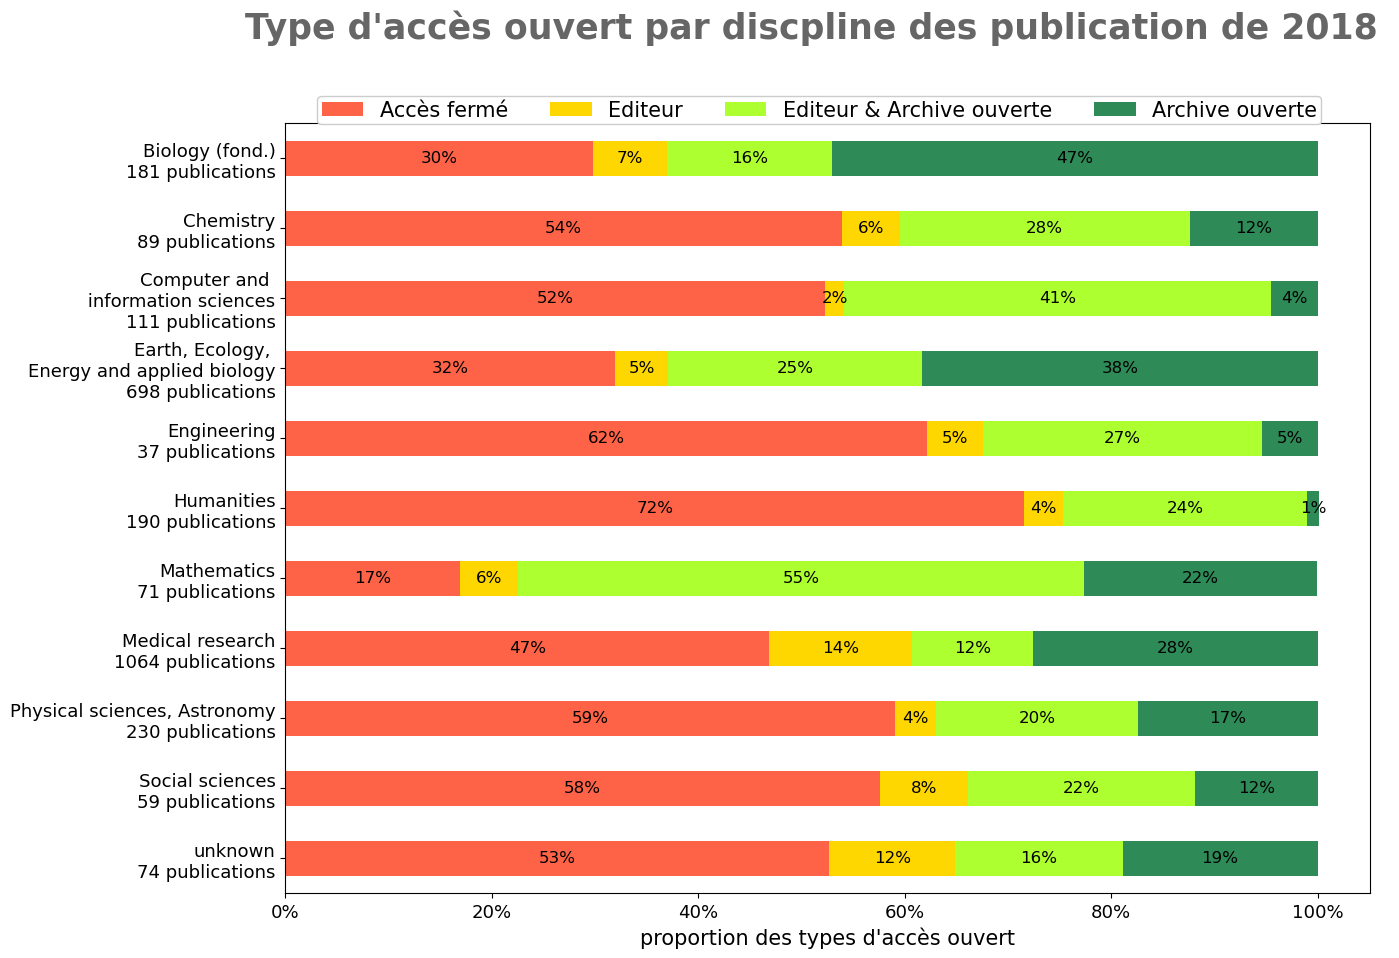 Type d'accès ouvert par discpline des publication de 2018
Accès fermé Editeur Editeur & Archive ouverte Archive ouverte
Biology (fond.)
181 publications
30% 7% 16% 47%
Chemistry
89 publications
54% 6% 28% 12%
Computer and
information sciences
111 publications
52% 2% 41% 4%
Earth, Ecology,
Energy and applied biology
698 publications
32% 5% 25% 38%
Engineering
37 publications
62% 5% 27% 5%
Humanities
190 publications
72% 4% 24% 1%
Mathematics
71 publications
17% 6% 55% 22%
Medical research
1064 publications
47% 14% 12% 28%
Physical sciences, Astronomy
230 publications
59% 4% 20% 17%
Social sciences
59 publications
58% 8% 22% 12%
unknown
74 publications
53% 12% 16% 19%
0% 20% 40% 60% 80% 100%
proportion des types d'accès ouvert